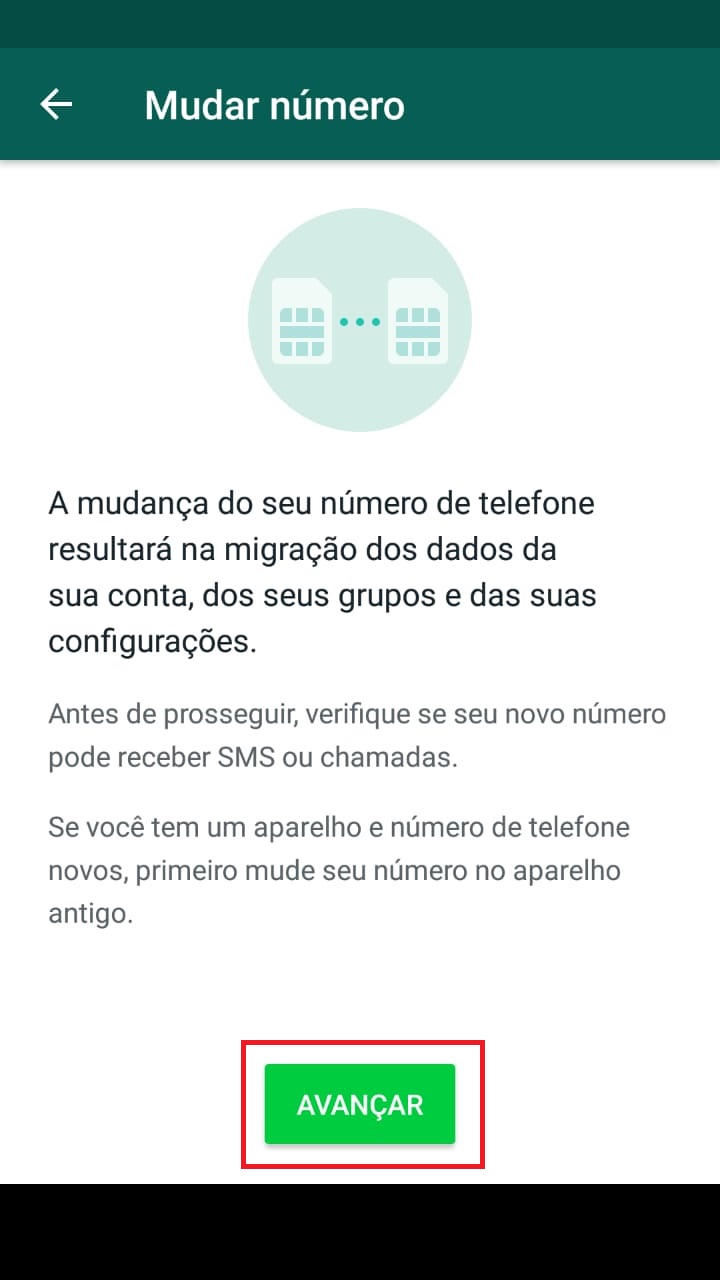 Mudar número
A mudança do seu número de telefone
resultará na migração dos dados da
sua conta, dos seus grupos e das suas
configurações.
Antes de prosseguir, verifique se seu novo número
pode receber SMS ou chamadas.
Se você tem um aparelho e número de telefone
novos, primeiro mude seu número no aparelho
antigo.
AVANÇAR